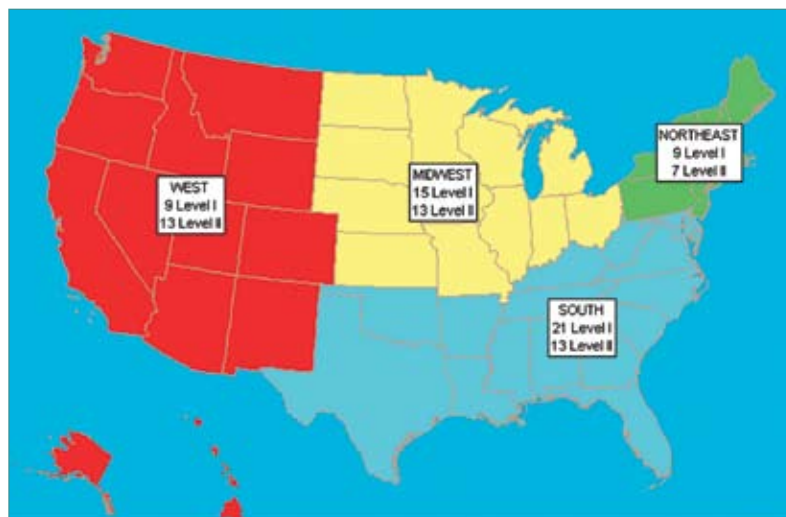 WEST
9 Level I
13 Level II
MIDWEST
15 Level I
13 Level II
NORTHEAST
9 Level I
7 Level II
SOUTH
21 Level I
13 Level II